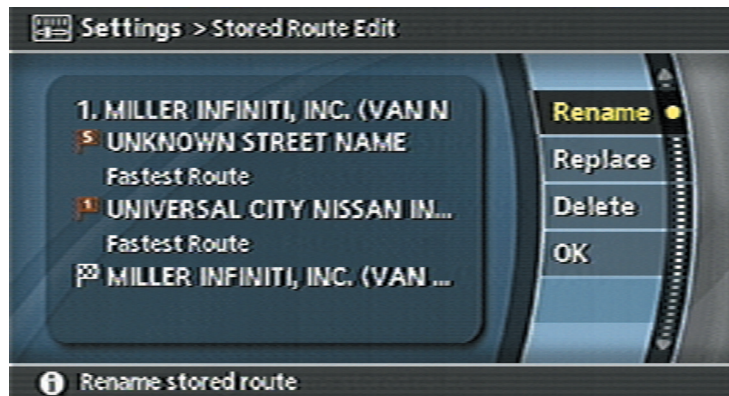 Settings > Stored Route Edit
1. MILLER INFINITI, INC. (VAN N
S UNKNOWN STREET NAME
Fastest Route
1 UNIVERSAL CITY NISSAN IN...
Fastest Route
MILLER INFINITI, INC. (VAN ...
Rename
Replace
Delete
OK
i Rename stored route